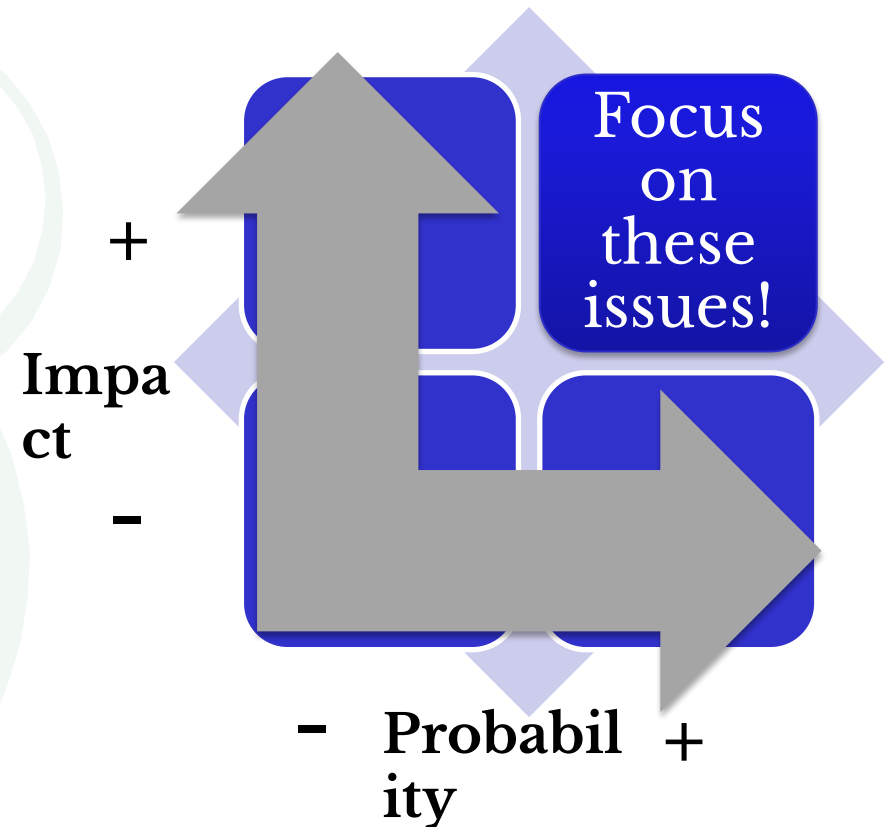 Focus
on
these
issues!
+
Impa
ct
-
- Probabil +
ity